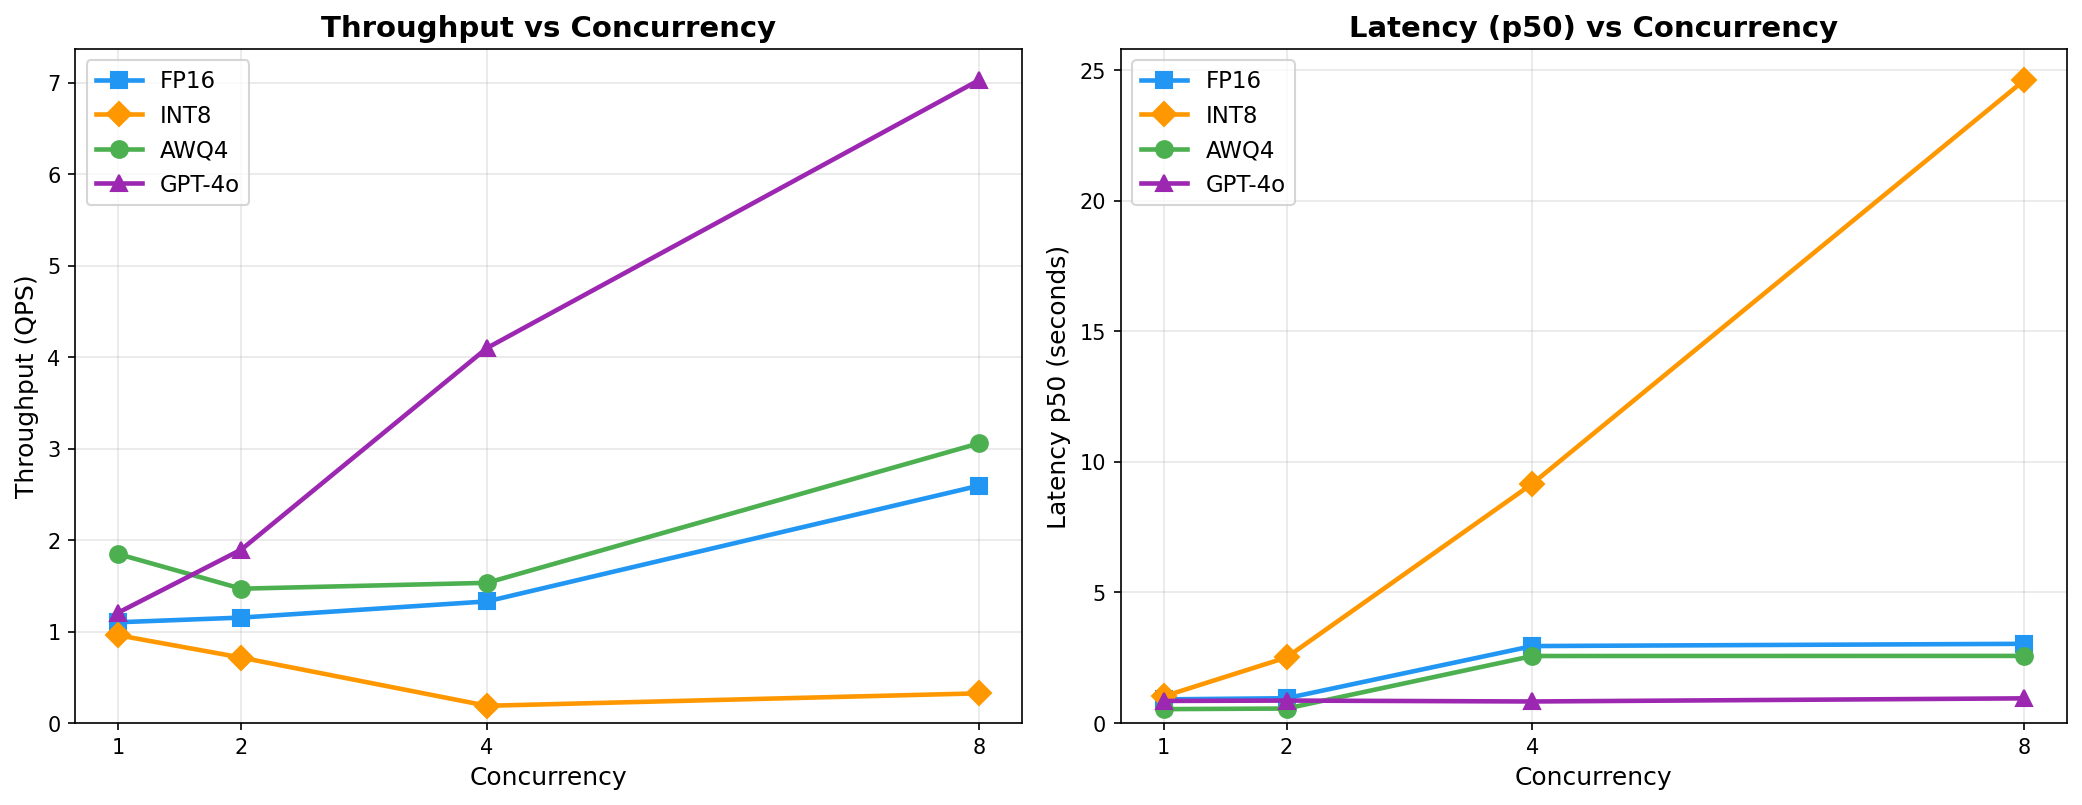 Throughput vs Concurrency
FP16
INT8
AWQ4
GPT-4o
Throughput (QPS)
7
6
5
4
3
2
1
0
1
2
4
8
Concurrency
Latency (p50) vs Concurrency
FP16
INT8
AWQ4
GPT-4o
Latency p50 (seconds)
25
20
15
10
5
0
1
2
4
8
Concurrency